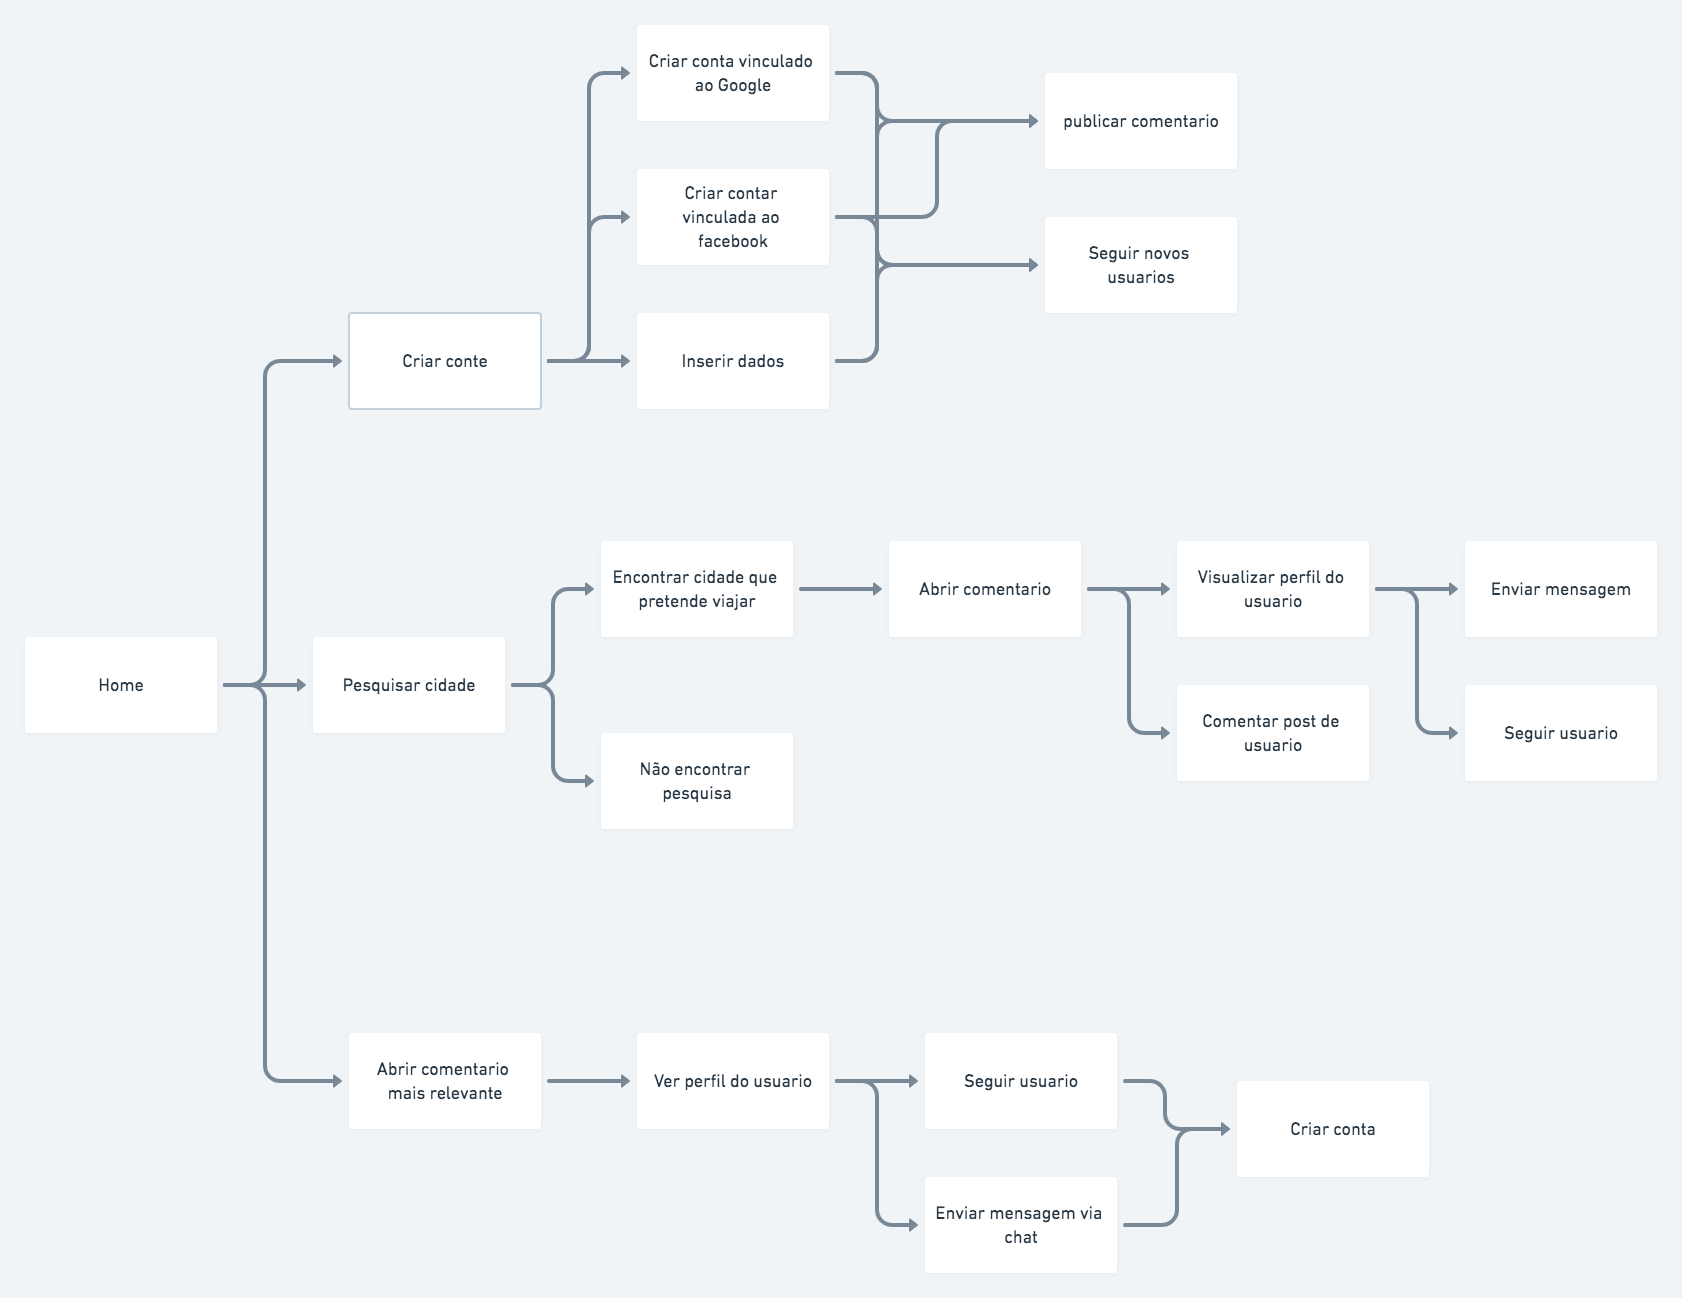 Criar conta vinculado
ao Google
publicar comentario
Criar contar
vinculada ao
facebook
Seguir novos
usuarios
Criar conte
Inserir dados
Encontrar cidade que
pretende viajar
Abrir comentario
Visualizar perfil do
usuario
Enviar mensagem
Home
Pesquisar cidade
Comentar post de
usuario
Seguir usuario
Não encontrar
pesquisa
Abrir comentario
mais relevante
Ver perfil do usuario
Seguir usuario
Criar conta
Enviar mensagem via
chat